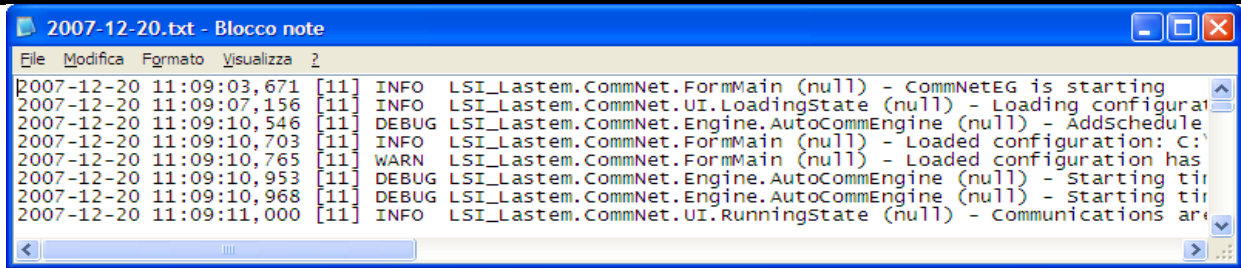 2007-12-20.txt - Blocco note
File Modifica Formato Visualizza ?
2007-12-20 11:09:03,671 [11] INFO LSI_Lastem.CommNet.FormMain (null) - CommNetEG is starting
2007-12-20 11:09:07,156 [11] INFO LSI_Lastem.CommNet.UI.LoadingState (null) - Loading configurat
2007-12-20 11:09:10,546 [11] DEBUG LSI_Lastem.CommNet.Engine.AutoCommEngine (null) - AddSchedule
2007-12-20 11:09:10,703 [11] INFO LSI_Lastem.CommNet.FormMain (null) - Loaded configuration: C:\
2007-12-20 11:09:10,765 [11] WARN LSI_Lastem.CommNet.FormMain (null) - Loaded configuration has
2007-12-20 11:09:10,953 [11] DEBUG LSI_Lastem.CommNet.Engine.AutoCommEngine (null) - Starting
2007-12-20 11:09:10,968 [11] DEBUG LSI_Lastem.CommNet.Engine.AutoCommEngine (null) - Starting
2007-12-20 11:09:11,000 [11] INFO LSI_Lastem.CommNet.UI.RunningState (null) - Communications are